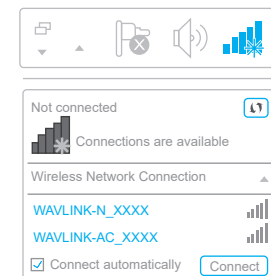 Not connected
Connections are available
Wireless Network Connection
WAVLINK-N_XXXX
WAVLINK-AC_XXXX
Connect automatically
Connect